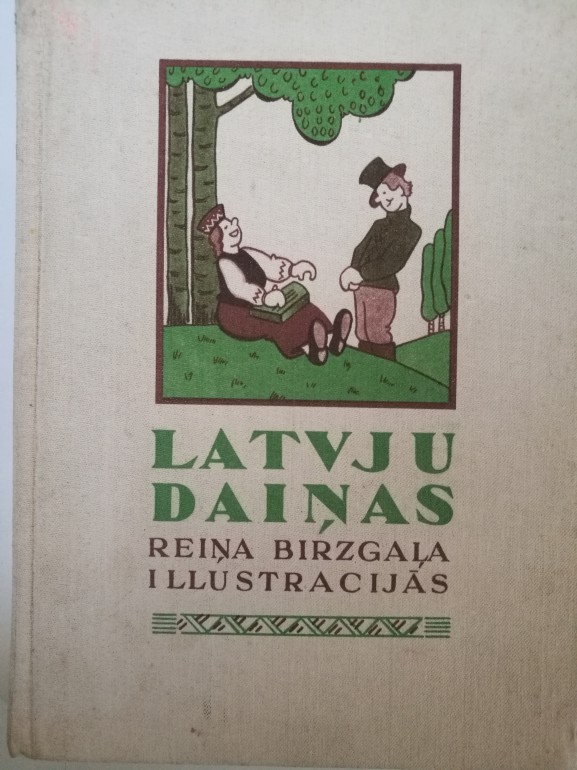 LATVJU
DAIŅAS
REIŅA BIRZGAĻA
ILLUSTRACIJĀS